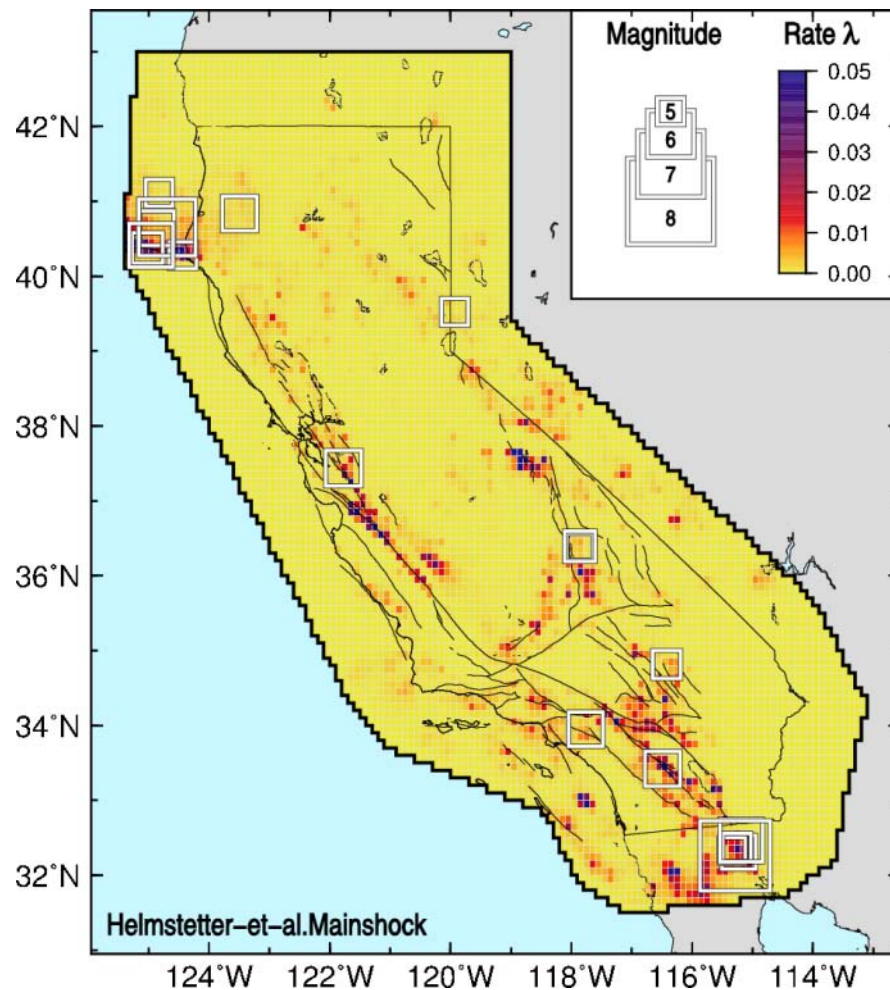 Magnitude
Rate λ
5
6
7
8
0.05
0.04
0.03
0.02
0.01
0.00
42°N
40°N
38°N
36°N
34°N
32°N
Helmstetter-et-al.Mainshock
124°W 122°W 120°W 118°W 116°W 114°W